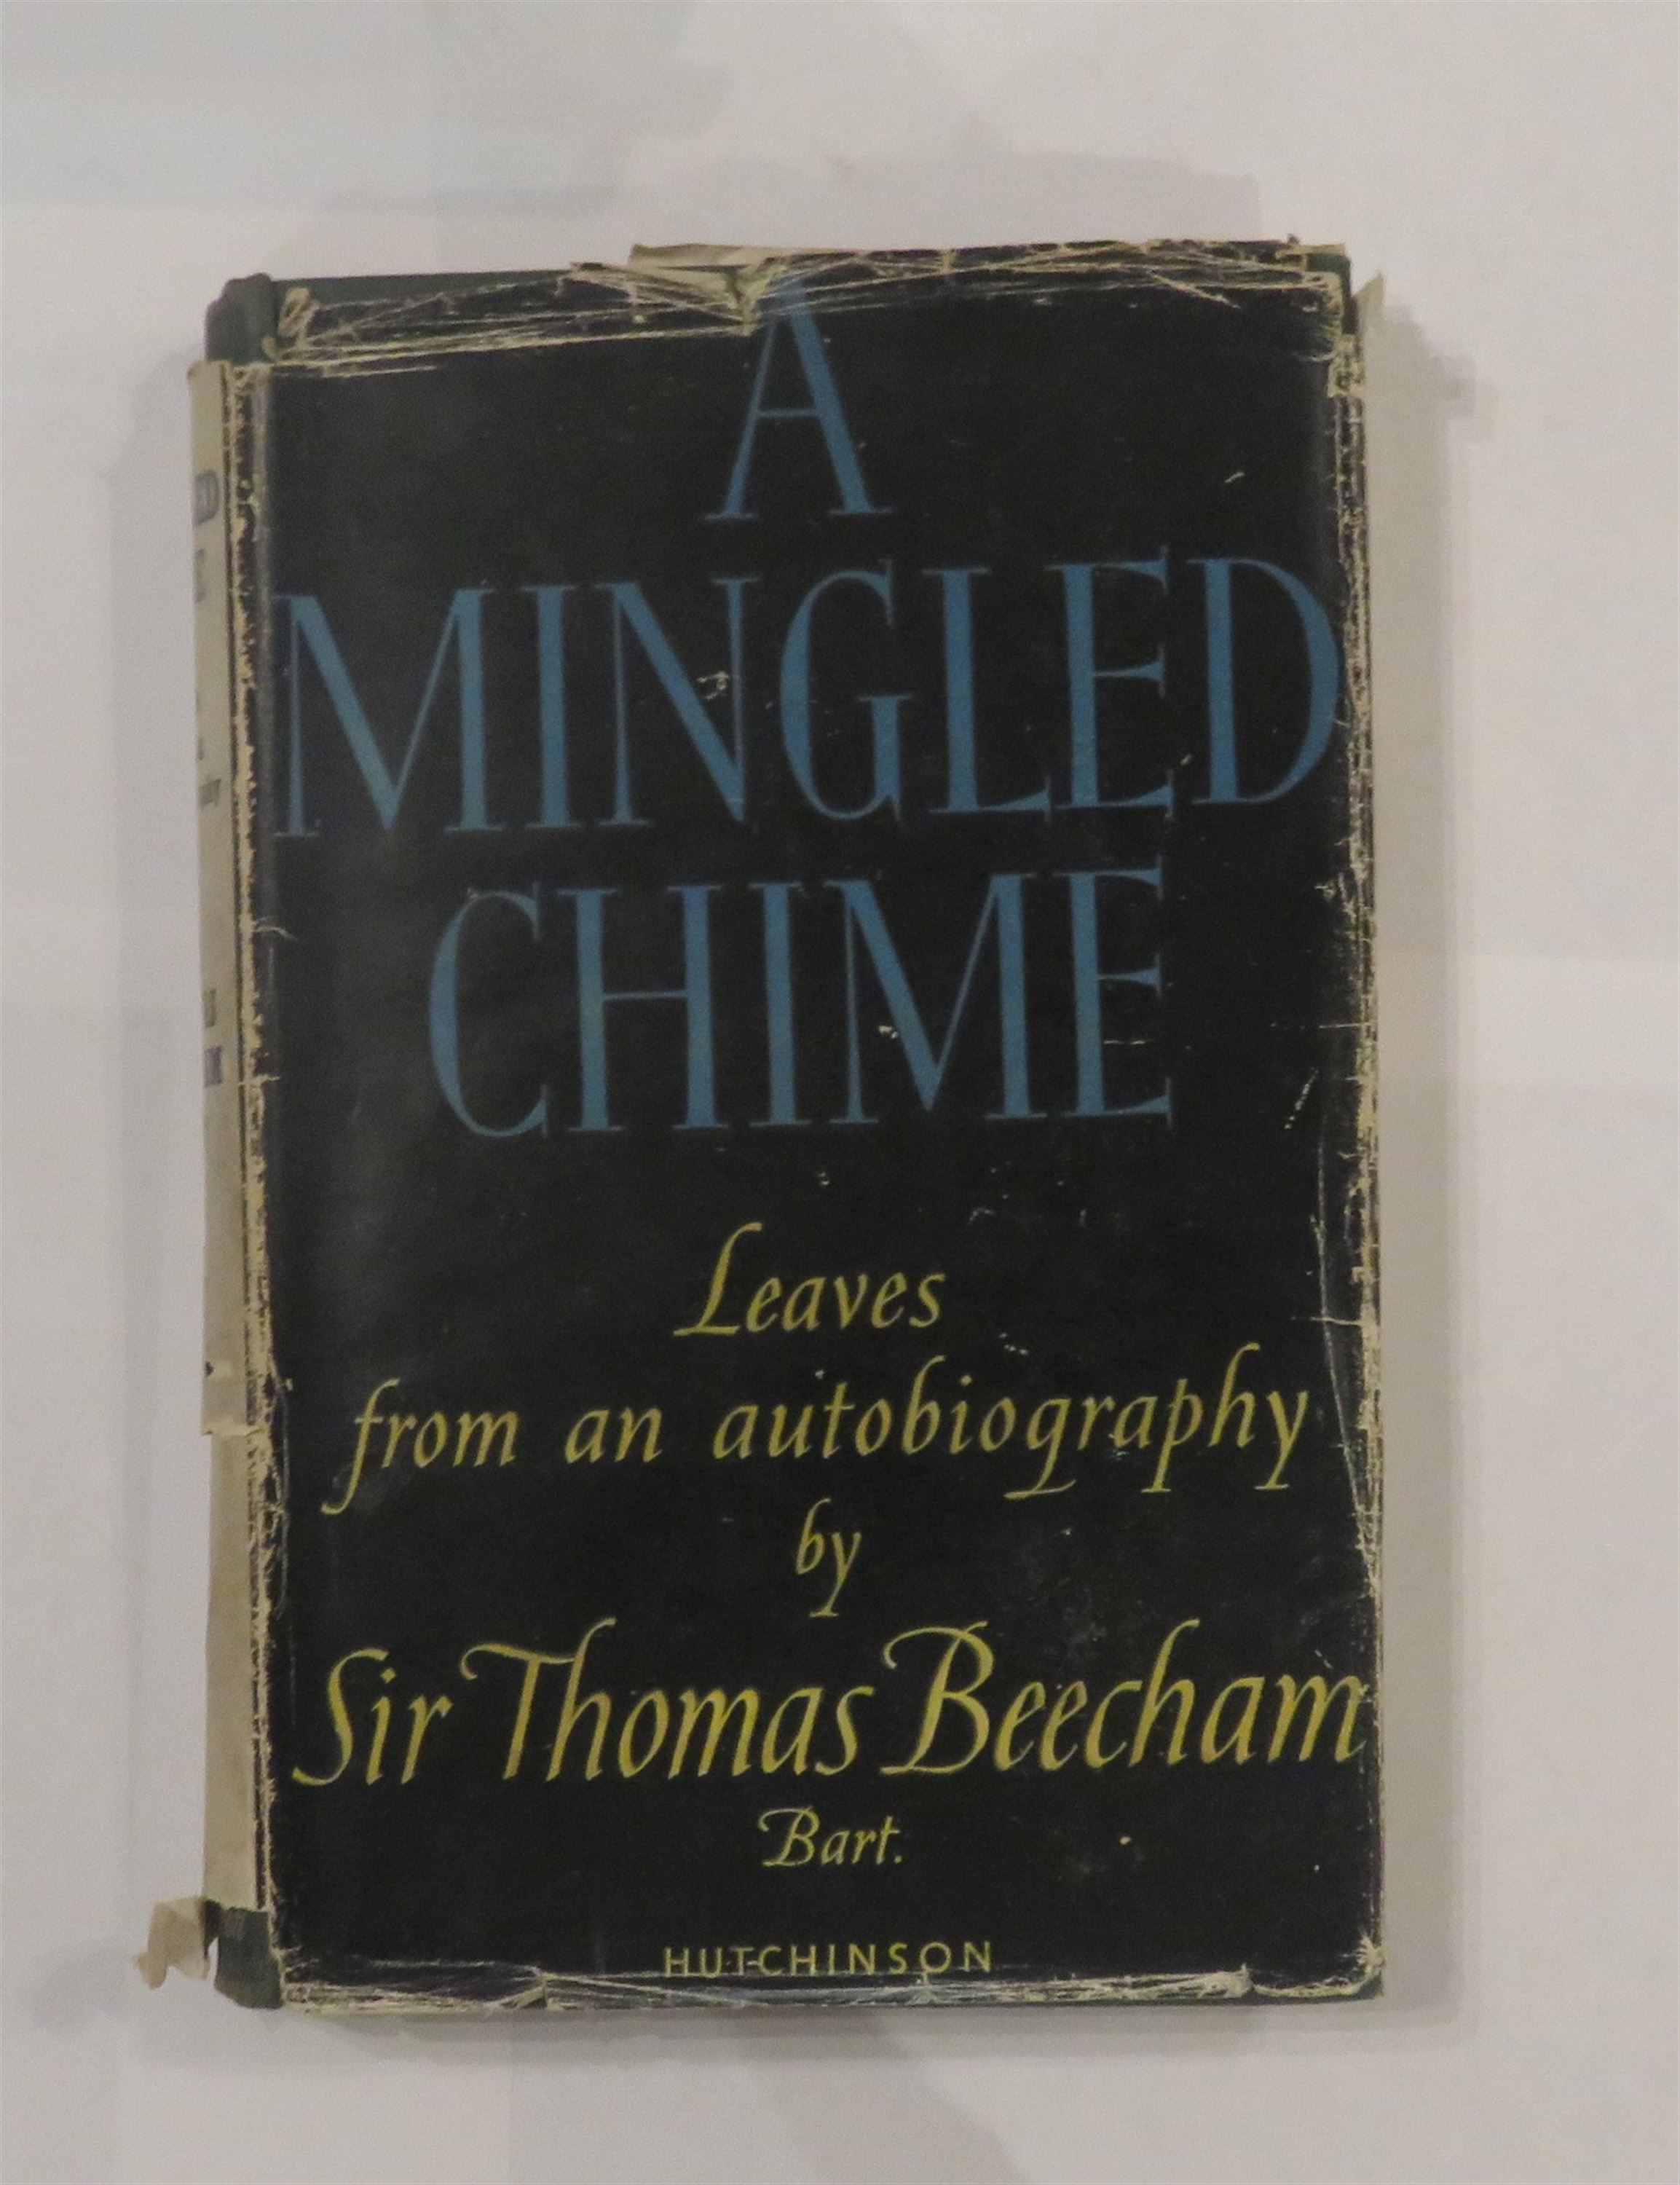 A
MINGLED
CHIME
Leaves
from an autobiography
by
Sir Thomas Beecham
Bart.
HUTCHINSON